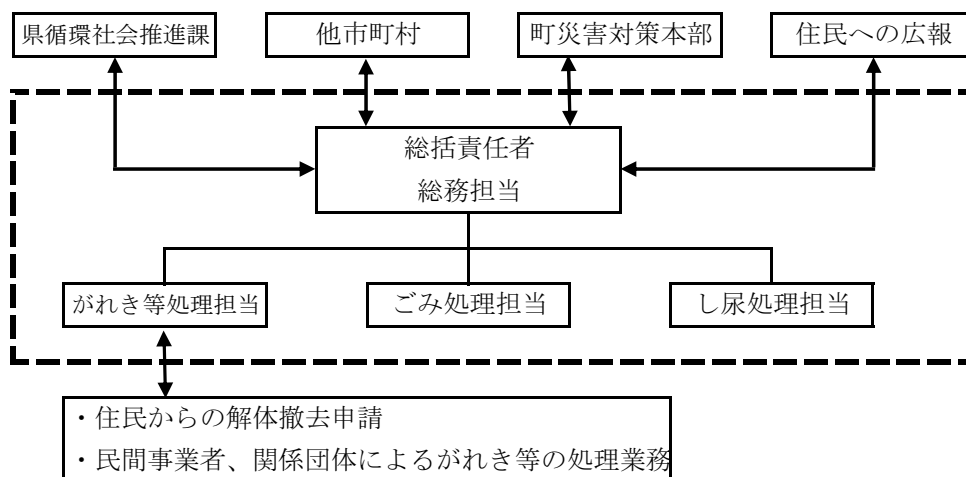 県循環社会推進課
他市町村
町災害対策本部
住民への広報
総括責任者
総務担当
がれき等処理担当
ごみ処理担当
し尿処理担当
・住民からの解体撤去申請
・民間事業者、関係団体によるがれき等の処理業務